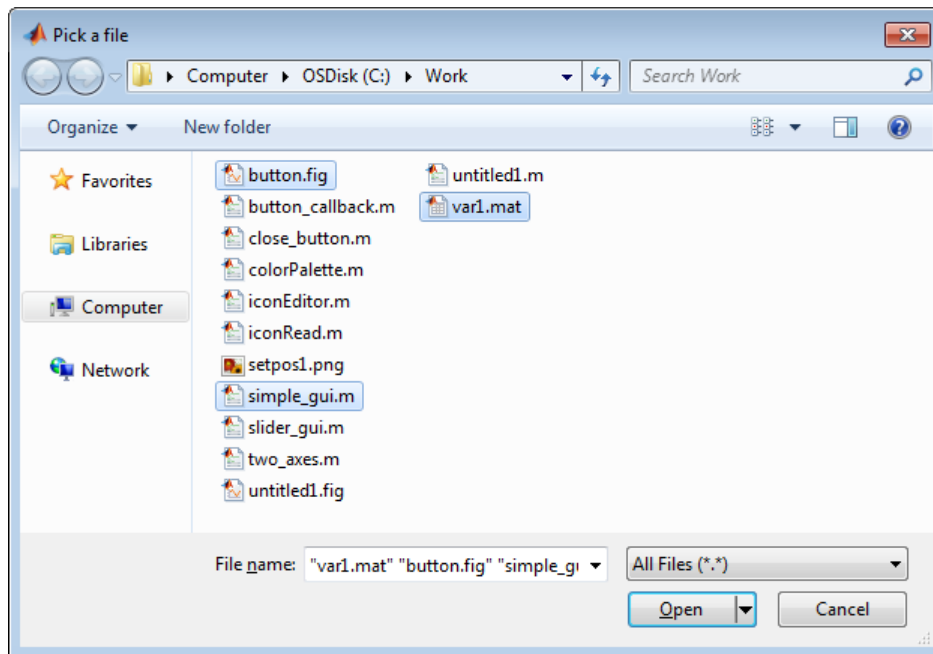 Pick a file
Computer OSDisk (C:) Work Search Work
Organize New folder
Favorites
Libraries
Computer
Network
button.fig
button_callback.m
close_button.m
colorPalette.m
iconEditor.m
iconRead.m
setpos1.png
simple_gui.m
slider_gui.m
two_axes.m
untitled1.fig
untitled1.m
var1.mat
File name: "var1.mat" "button.fig" "simple_gu All Files (*.*)
Open Cancel